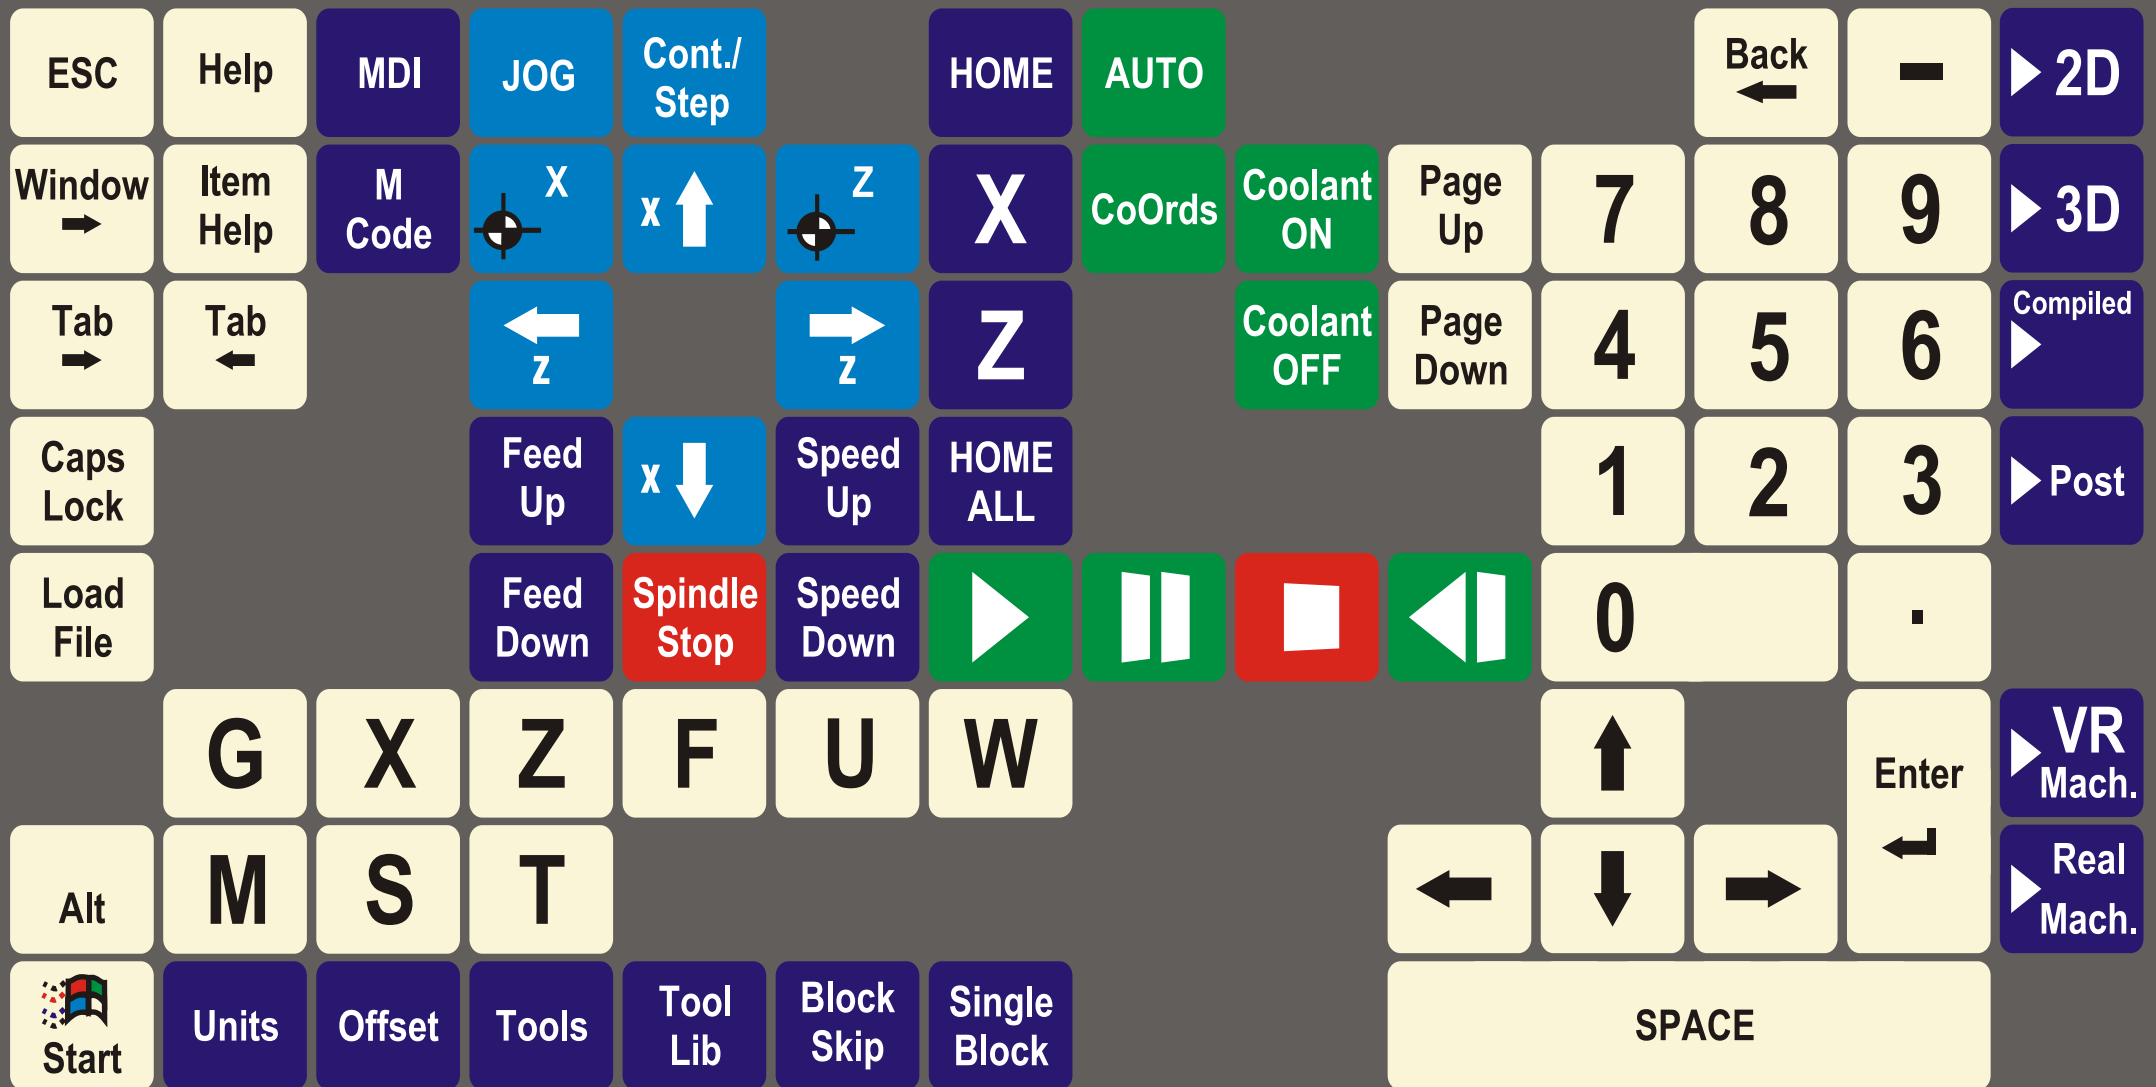 ESC
Help
MDI
JOG
Cont./
Step
HOME
AUTO
Back
-
2D
Window
Item
Help
M
Code
X
x
Z
X
CoOrds
Coolant
ON
Page
Up
7
8
9
3D
Tab
Tab
z
z
Z
Coolant
OFF
Page
Down
4
5
6
Compiled
Caps
Lock
Feed
Up
x
Speed
Up
HOME
ALL
1
2
3
Post
Load
File
Feed
Down
Spindle
Stop
Speed
Down
0
.
G
X
Z
F
U
W
Enter
VR
Mach.
Alt
M
S
T
Real
Mach.
Start
Units
Offset
Tools
Tool
Lib
Block
Skip
Single
Block
SPACE